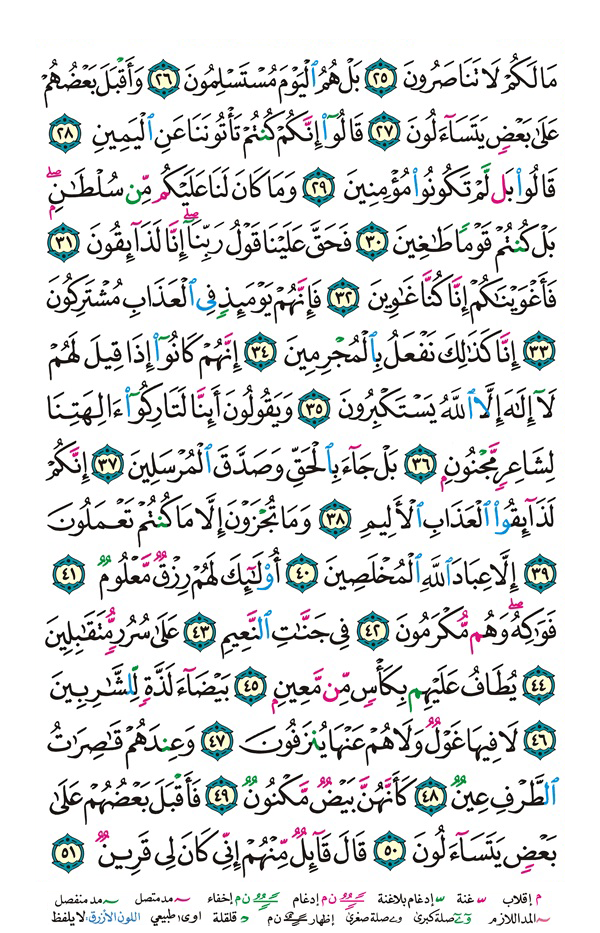 مَا لَكُمْ لَا تَنَاصَرُونَ ٢٥ بَلْ هُمُ ٱلْيَوْمَ مُسْتَسْلِمُونَ ٢٦ وَأَقْبَلَ بَعْضُهُمْ
عَلَىٰ بَعْضٍ يَتَسَآءَلُونَ ٢٧ قَالُوٓا۟ إِنَّكُمْ كُنتُمْ تَأْتُونَنَا عَنِ ٱلْيَمِينِ ٢٨
قَالُوا۟ بَل لَّمْ تَكُونُوا۟ مُؤْمِنِينَ ٢٩ وَمَا كَانَ لَنَا عَلَيْكُم مِّن سُلْطَـٰنٍۭ ۖ
بَلْ كُنتُمْ قَوْمًا طَـٰغِينَ ٣٠ فَحَقَّ عَلَيْنَا قَوْلُ رَبِّنَآ ۖ إِنَّا لَذَآئِقُونَ ٣١
فَأَغْوَيْنَـٰكُمْ إِنَّا كُنَّا غَـٰوِينَ ٣٢ فَإِنَّهُمْ يَوْمَئِذٍ فِى ٱلْعَذَابِ مُشْتَرِكُونَ
٣٣ إِنَّا كَذَٰلِكَ نَفْعَلُ بِٱلْمُجْرِمِينَ ٣٤ إِنَّهُمْ كَانُوٓا۟ إِذَا قِيلَ لَهُمْ
لَآ إِلَـٰهَ إِلَّا ٱللَّهُ يَسْتَكْبِرُونَ ٣٥ وَيَقُولُونَ أَئِنَّا لَتَارِكُوٓا۟ ءَالِهَتِنَا
لِشَاعِرٍ مَّجْنُونٍۭ ٣٦ بَلْ جَآءَ بِٱلْحَقِّ وَصَدَّقَ ٱلْمُرْسَلِينَ ٣٧ إِنَّكُمْ
لَذَآئِقُوا۟ ٱلْعَذَابِ ٱلْأَلِيمِ ٣٨ وَمَا تُجْزَوْنَ إِلَّا مَا كُنتُمْ تَعْمَلُونَ
٣٩ إِلَّا عِبَادَ ٱللَّهِ ٱلْمُخْلَصِينَ ٤٠ أُو۟لَـٰٓئِكَ لَهُمْ رِزْقٌ مَّعْلُومٌ ٤١
فَوَٰكِهُ ۖ وَهُم مُّكْرَمُونَ ٤٢ فِى جَنَّـٰتِ ٱلنَّعِيمِ ٤٣ عَلَىٰ سُرُرٍ مُّتَقَـٰبِلِينَ
٤٤ يُطَافُ عَلَيْهِم بِكَأْسٍ مِّن مَّعِينٍۭ ٤٥ بَيْضَآءَ لَذَّةٍ لِّلشَّـٰرِبِينَ
٤٦ لَا فِيهَا غَوْلٌ وَلَا هُمْ عَنْهَا يُنزَفُونَ ٤٧ وَعِندَهُمْ قَـٰصِرَٰتُ
ٱلطَّرْفِ عِينٌ ٤٨ كَأَنَّهُنَّ بَيْضٌ مَّكْنُونٌ ٤٩ فَأَقْبَلَ بَعْضُهُمْ عَلَىٰ
بَعْضٍ يَتَسَآءَلُونَ ٥٠ قَالَ قَآئِلٌ مِّنْهُمْ إِنِّى كَانَ لِى قَرِينٌ ٥١
م إقلاب غنة إدغام بلاغنة ن م إدغام ن م إخفاء مد متصل مد منفصل
المد اللازم صلة كبرى صلة صغرى إظهار ن م قلقلة اوى طبيعي اللون الأزرق: لا يلفظ